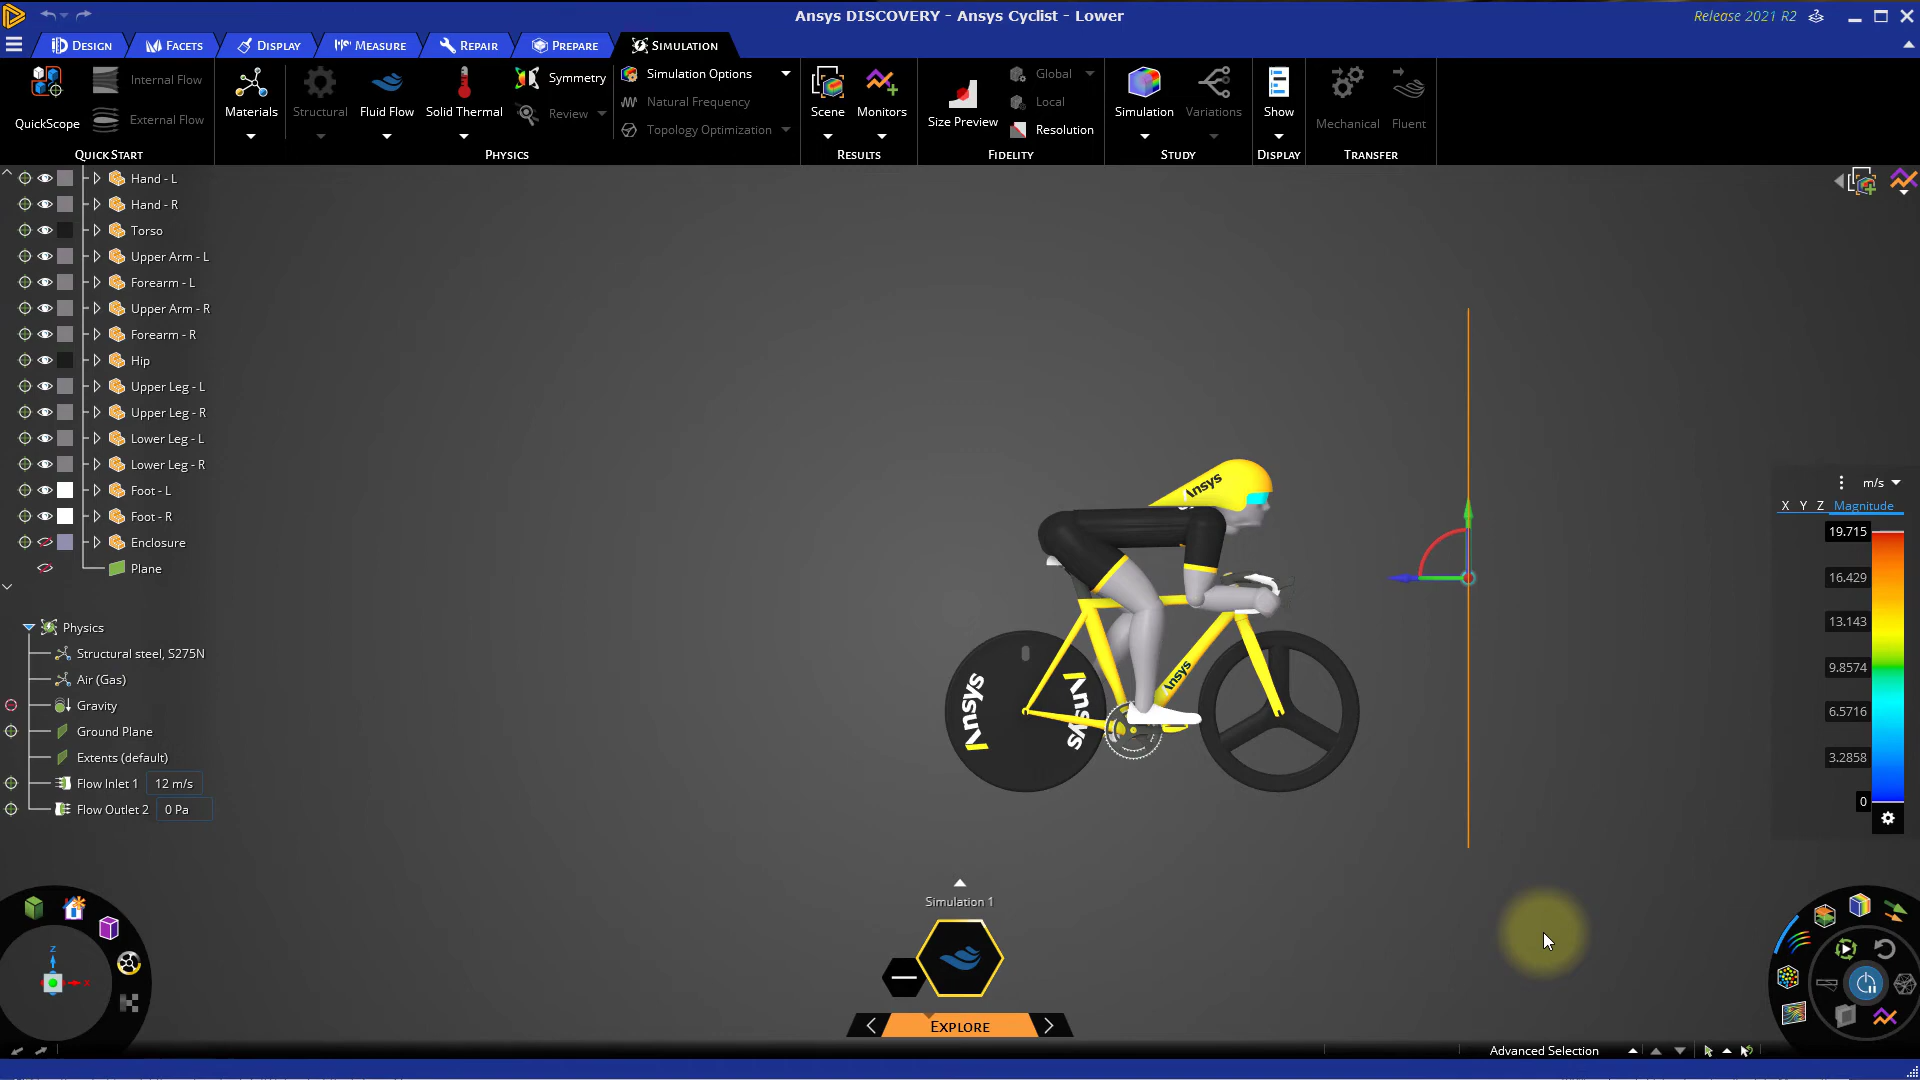 Ansys DISCOVERY - Ansys Cyclist - Lower
Release 2021 R2
DESIGN
FACETS
DISPLAY
MEASURE
REPAIR
PREPARE
SIMULATION
QuickScope
Internal Flow
External Flow
QUICK START
Materials
Structural
Fluid Flow
Solid Thermal
Symmetry
Review
Simulation Options
Natural Frequency
Topology Optimization
PHYSICS
Scene
Monitors
RESULTS
Size Preview
Global
Local
Resolution
FIDELITY
Simulation
Variations
STUDY
Show
DISPLAY
Mechanical
Fluent
TRANSFER
Hand - L
Hand - R
Torso
Upper Arm - L
Forearm - L
Upper Arm - R
Forearm - R
Hip
Upper Leg - L
Upper Leg - R
Lower Leg - L
Lower Leg - R
Foot - L
Foot - R
Enclosure
Plane
Physics
Structural steel, S275N
Air (Gas)
Gravity
Ground Plane
Extents (default)
Flow Inlet 1 12 m/s
Flow Outlet 2 0 Pa
Ansys
Ansys
Ansys
Ansys
m/s
X Y Z Magnitude
19.715
16.429
13.143
9.8574
6.5716
3.2858
0
Z
X
Simulation 1
EXPLORE
Advanced Selection